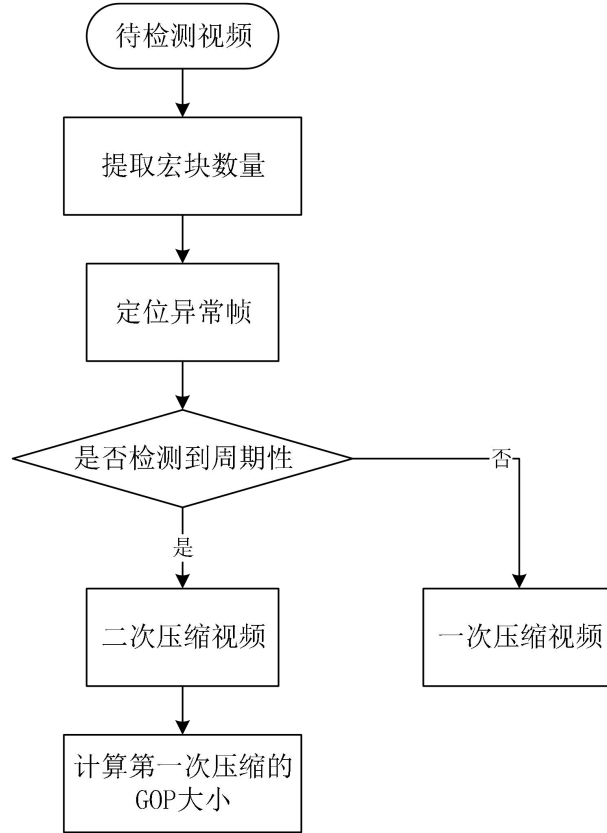 待检测视频
提取宏块数量
定位异常帧
是否检测到周期性
否
是
二次压缩视频
一次压缩视频
计算第一次压缩的
GOP大小